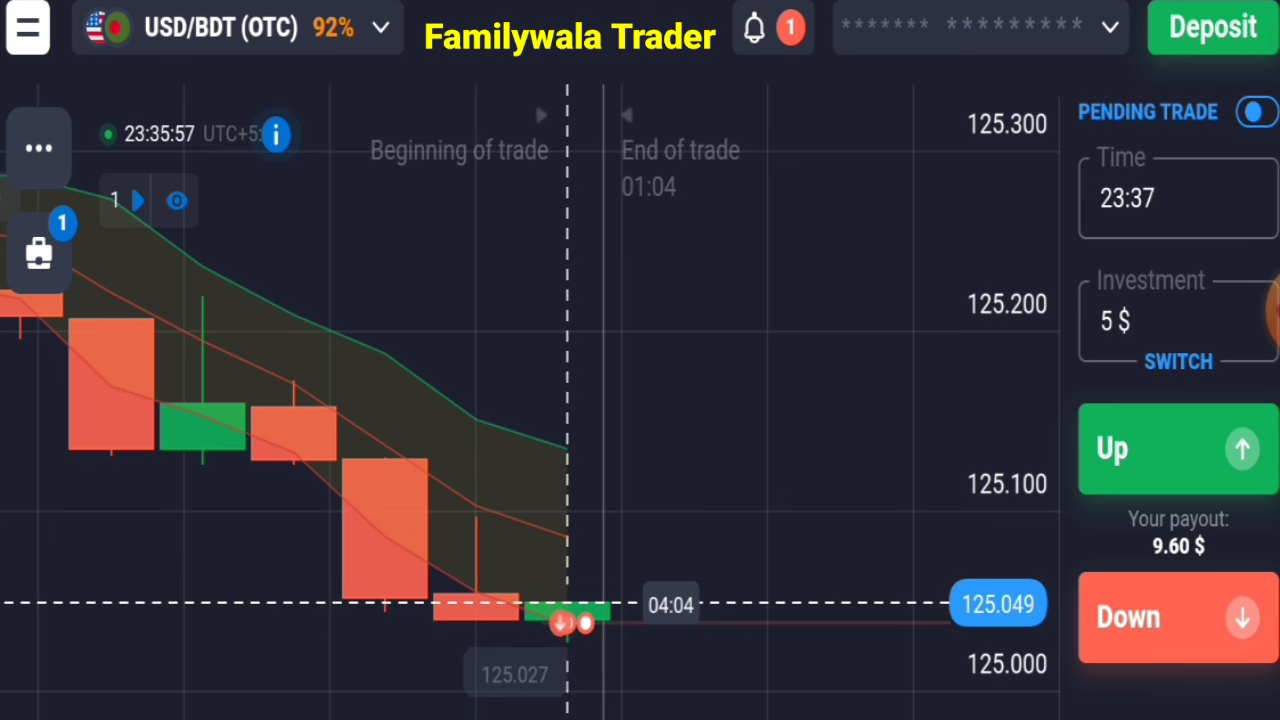 USD/BDT (OTC) 92%
Familywala Trader
1
******* *********
Deposit
23:35:57 UTC+5:
i
Beginning of trade
End of trade
01:04
1
1
125.300
125.200
125.100
125.049
125.000
04:04
125.027
PENDING TRADE
Time
23:37
Investment
5 $
SWITCH
Up
Your payout:
9.60 $
Down